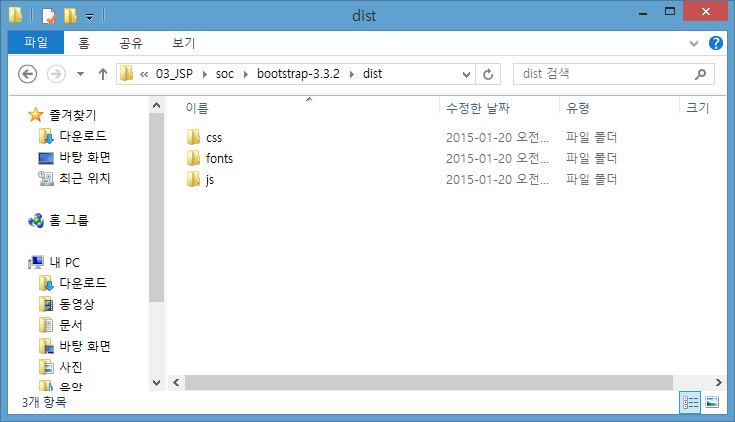 dist
파일 홈 공유 보기
« 03_JSP soc bootstrap-3.3.2 dist dist 검색
이름 수정한 날짜 유형 크기
css 2015-01-20 오전... 파일 폴더
fonts 2015-01-20 오전... 파일 폴더
js 2015-01-20 오전... 파일 폴더
즐겨찾기
다운로드
바탕 화면
최근 위치
홈 그룹
내 PC
다운로드
동영상
문서
바탕 화면
사진
음악
3개 항목